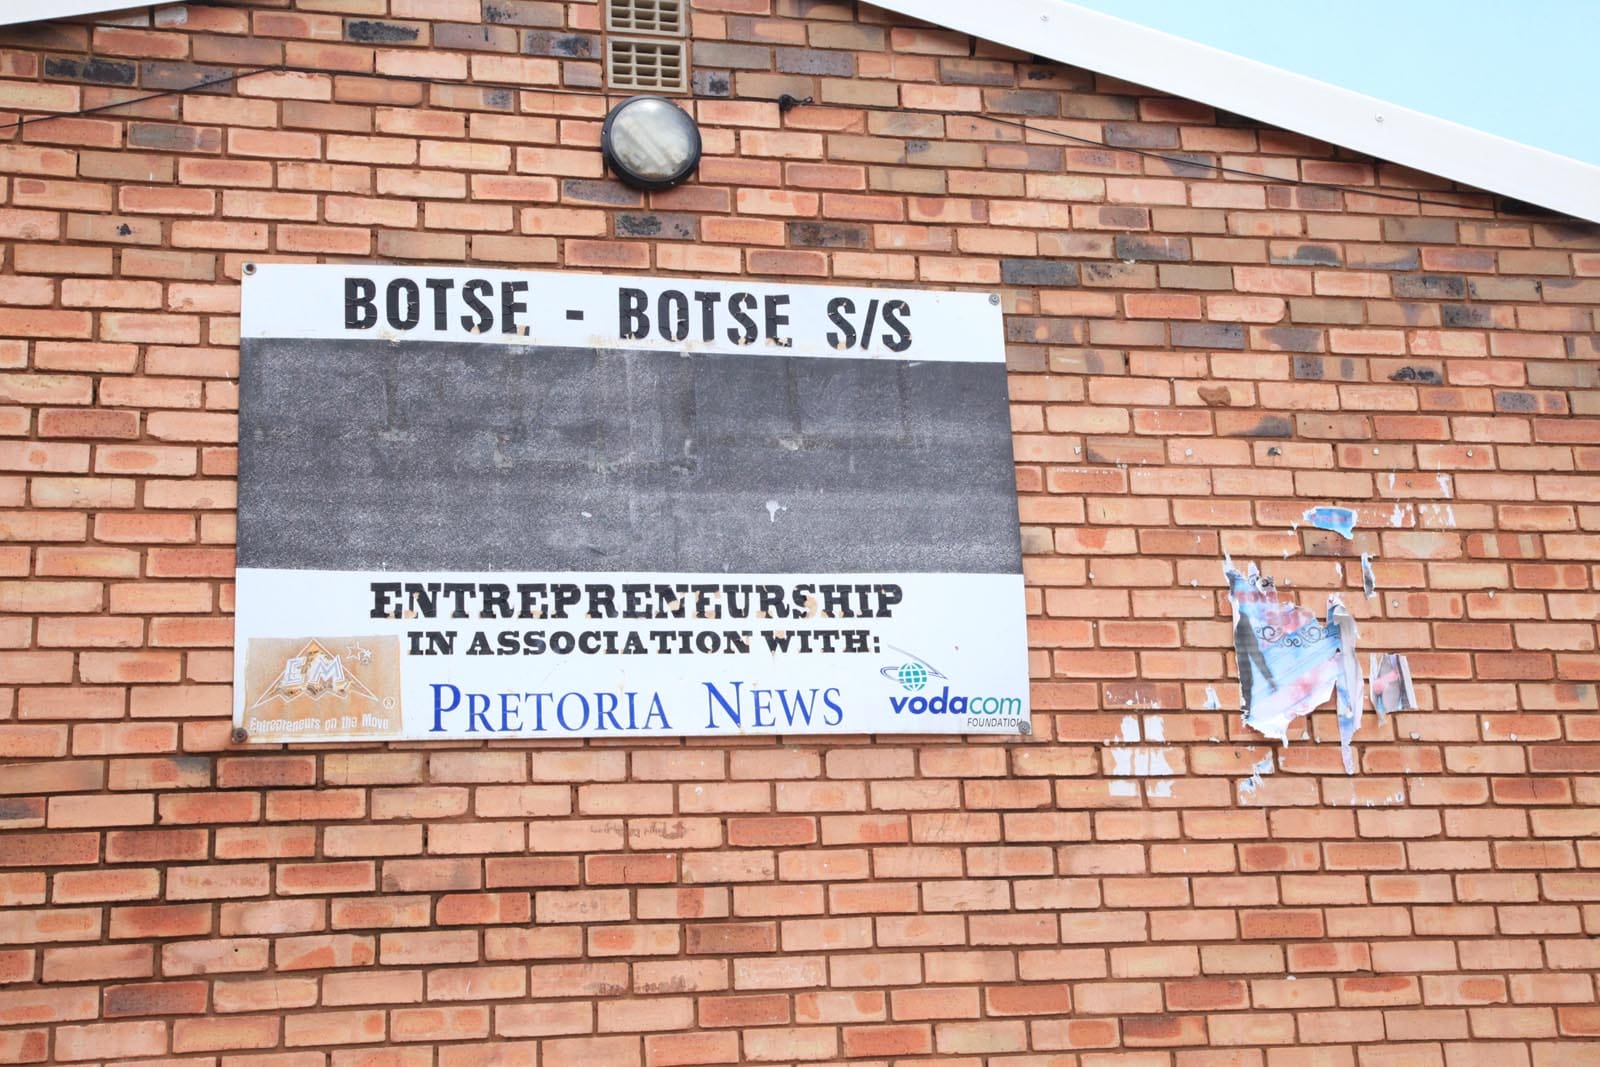 BOTSE - BOTSE S/S
ENTREPRENEURSHIP
IN ASSOCIATION WITH:
EM
Entrepreneurs on the Move ®
PRETORIA NEWS
vodacom
FOUNDATION